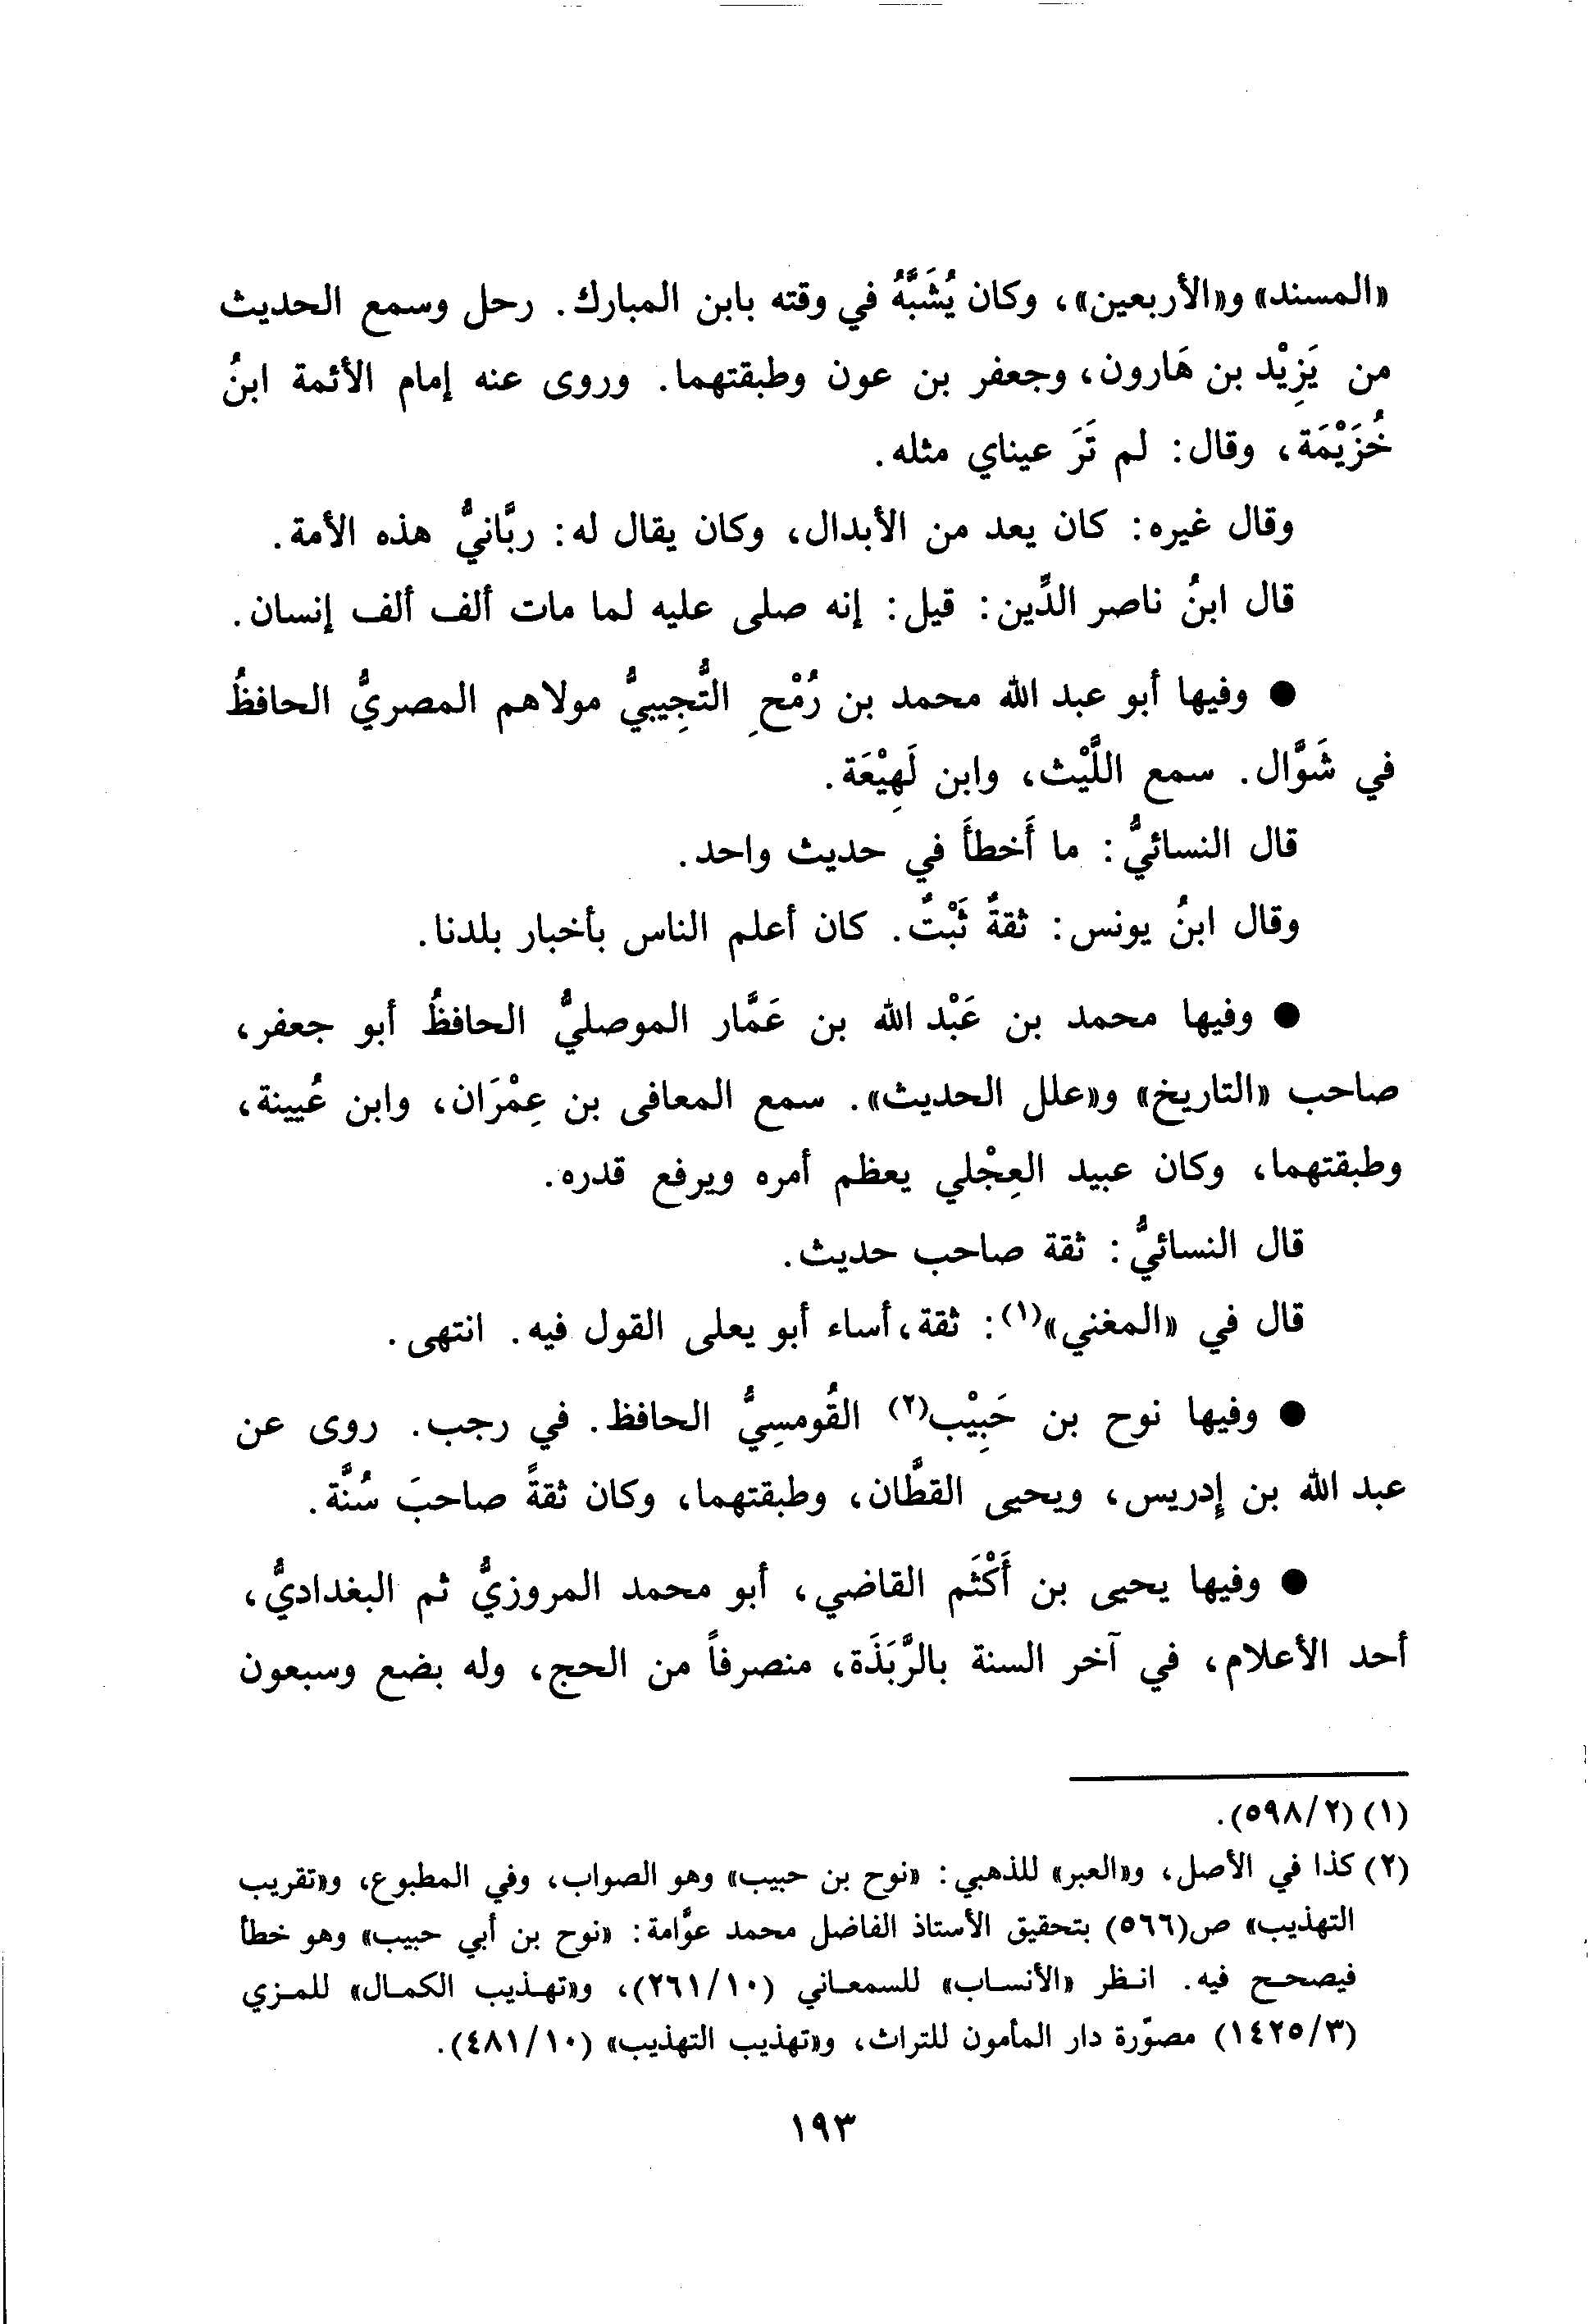 «المسند» و«الأربعين»، وكان يُشَبَّهُ في وقته بابن المبارك. رحل وسمع الحديث
من يَزِيْد بن هَارون، وجعفر بن عون وطبقتهما. وروى عنه إمام الأئمة ابنُ
خُزَيْمَة، وقال: لم تَرَ عيناي مثله.
وقال غيره: كان يعد من الأبدال، وكان يقال له: ربَّانيُّ هذه الأمة.
قال ابنُ ناصر الدِّين: قيل: إنه صلى عليه لما مات ألف ألف إنسان.
● وفيها أبو عبد الله محمد بن رُمْحِ التُّجِيبيُّ مولاهم المصريُّ الحافظُ
في شَوَّال. سمع اللَّيْث، وابن لَهِيْعَة.
قال النسائيُّ: ما أَخطأَ في حديث واحد.
وقال ابنُ يونس: ثقةٌ ثَبْتٌ. كان أعلم الناس بأخبار بلدنا.
● وفيها محمد بن عَبْد الله بن عَمَّار الموصليُّ الحافظُ أبو جعفر،
صاحب «التاريخ» و«علل الحديث». سمع المعافى بن عِمْرَان، وابن عُيينة،
وطبقتهما، وكان عبيد العِجْلي يعظم أمره ويرفع قدره.
قال النسائيُّ: ثقة صاحب حديث.
قال في «المغني»(١): ثقة، أساء أبو يعلى القول فيه. انتهى.
● وفيها نوح بن حَبِيْب(٢) القُومسِيُّ الحافظ. في رجب. روى عن
عبد الله بن إدريس، ويحيى القطَّان، وطبقتهما، وكان ثقةً صاحبَ سُنَّة.
● وفيها يحيى بن أَكْثَم القاضي، أبو محمد المروزيُّ ثم البغداديُّ،
أحد الأعلام، في آخر السنة بالرَّبَذَة، منصرفاً من الحج، وله بضع وسبعون
(١) (٥٩٨/٢).
(٢) كذا في الأصل، و«العبر» للذهبي: «نوح بن حبيب» وهو الصواب، وفي المطبوع، و«تقريب
التهذيب» ص(٥٦٦) بتحقيق الأستاذ الفاضل محمد عوَّامة: «نوح بن أبي حبيب» وهو خطأ
فيصحح فيه. انظر «الأنساب» للسمعاني (٢٦١/١٠)، و«تهذيب الكمال» للمزي
(١٤٢٥/٣) مصوّرة دار المأمون للتراث، و«تهذيب التهذيب» (٤٨١/١٠).
١٩٣